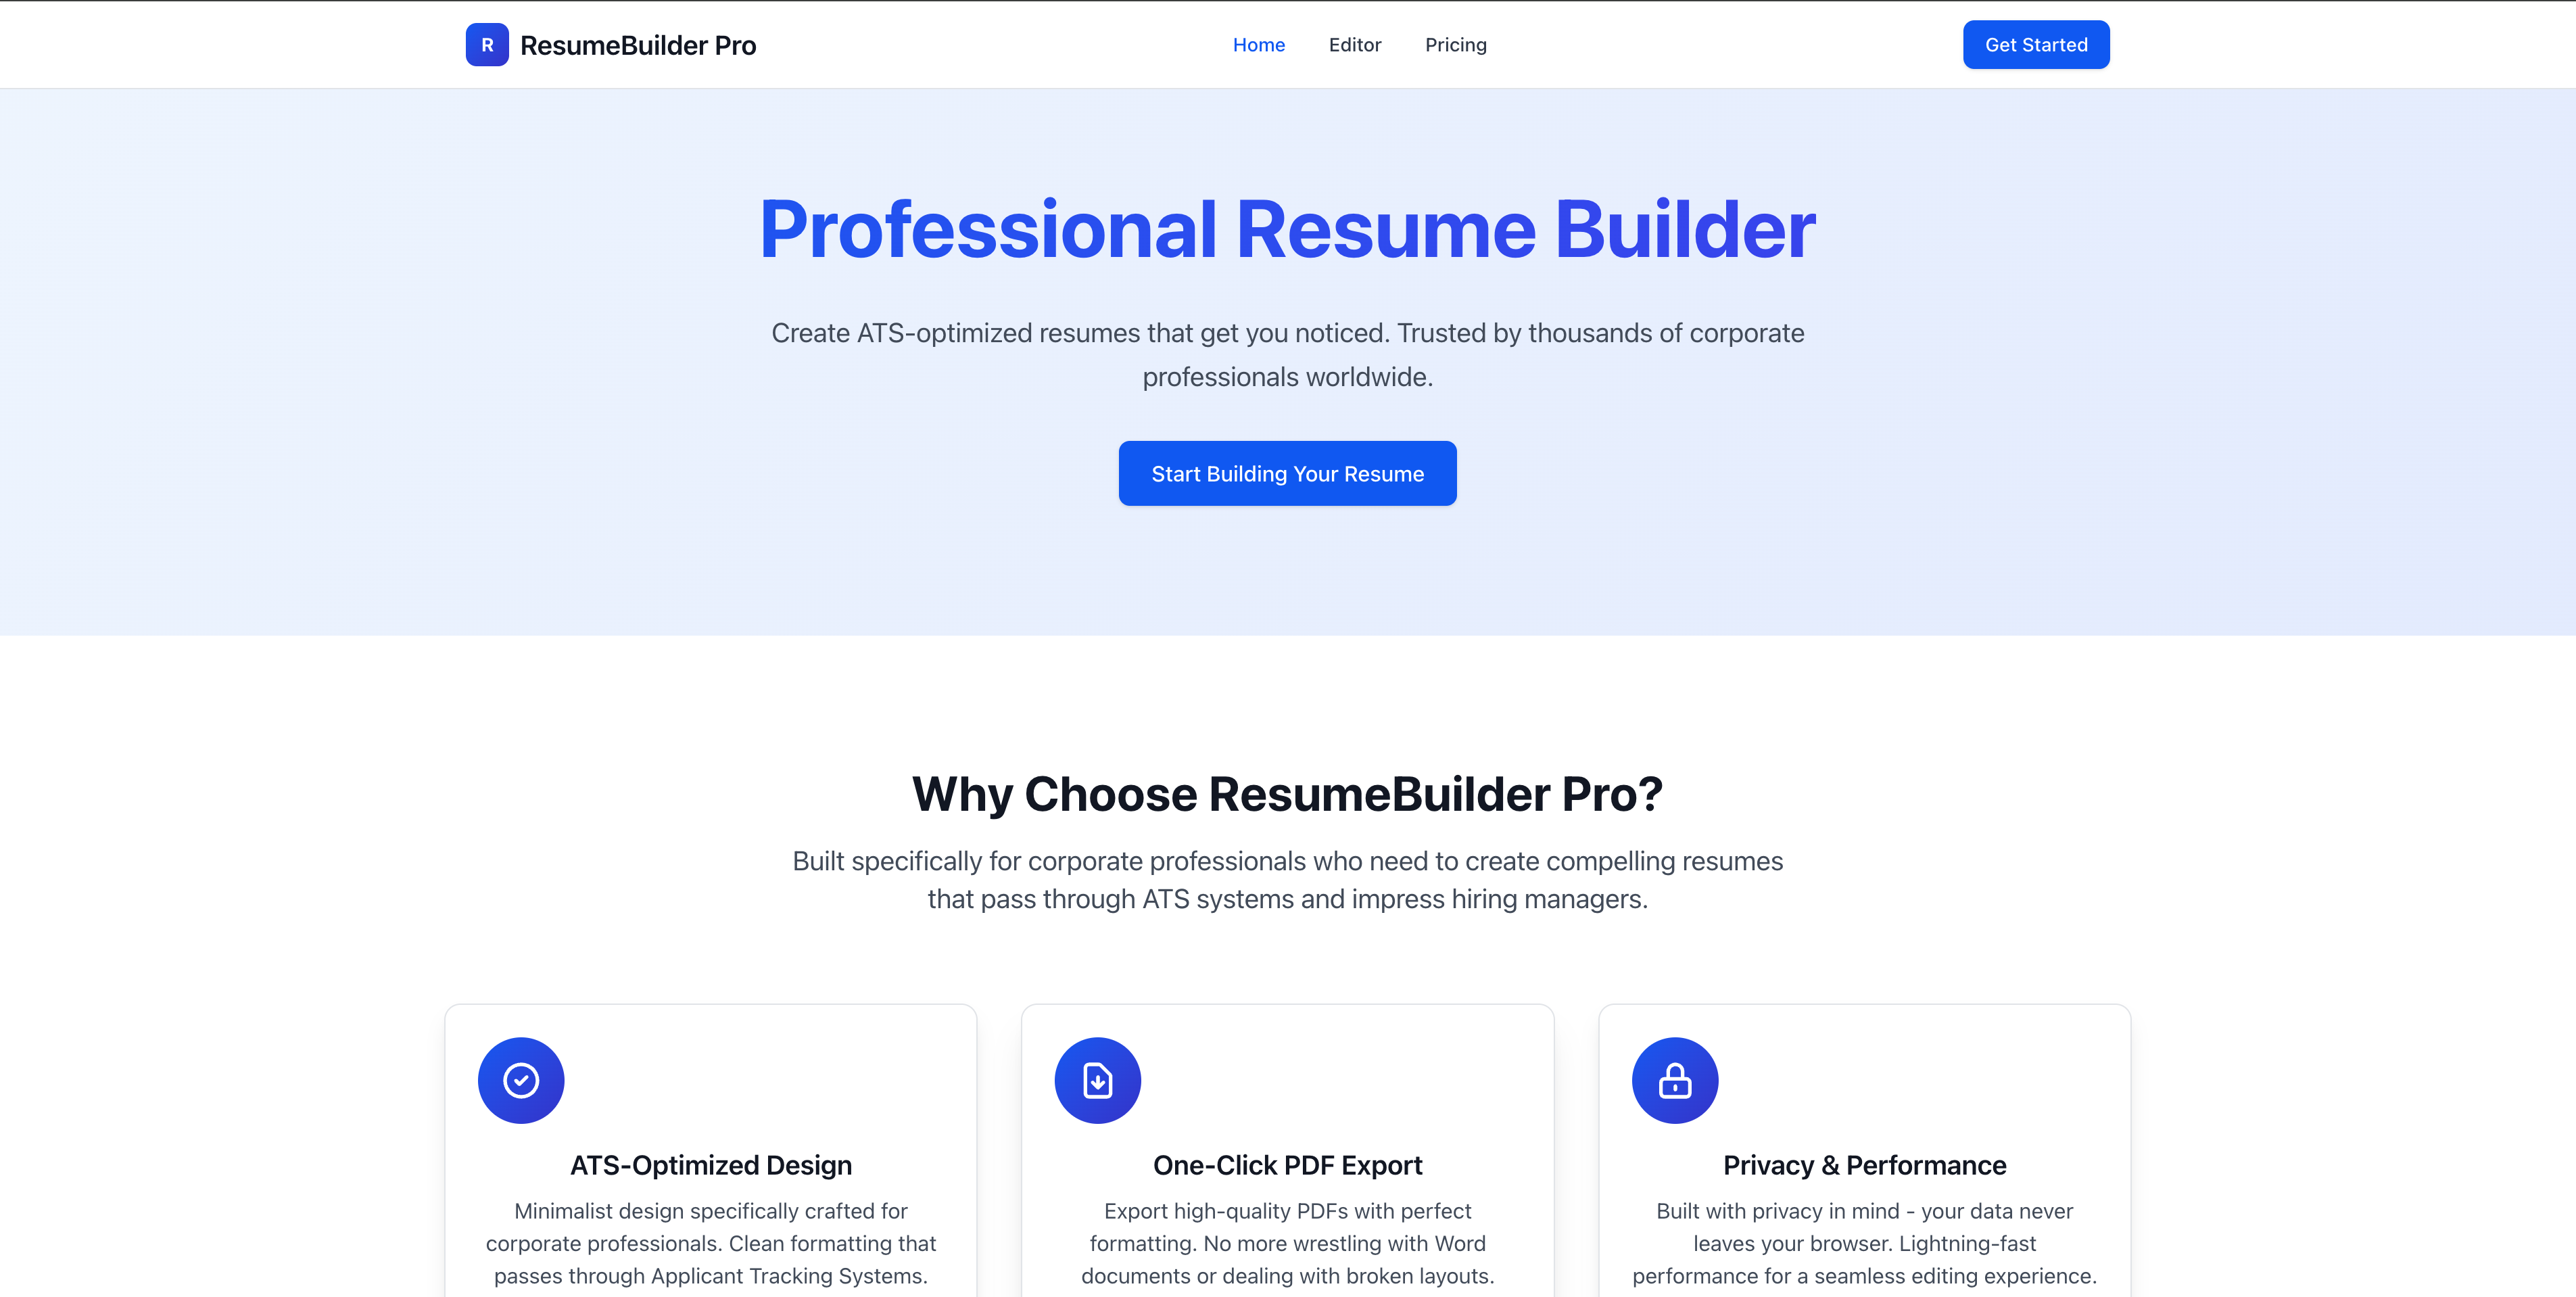 R ResumeBuilder Pro Home Editor Pricing Get Started
Professional Resume Builder
Create ATS-optimized resumes that get you noticed. Trusted by thousands of corporate
professionals worldwide.
Start Building Your Resume
Why Choose ResumeBuilder Pro?
Built specifically for corporate professionals who need to create compelling resumes
that pass through ATS systems and impress hiring managers.
ATS-Optimized Design
Minimalist design specifically crafted for
corporate professionals. Clean formatting that
passes through Applicant Tracking Systems.
One-Click PDF Export
Export high-quality PDFs with perfect
formatting. No more wrestling with Word
documents or dealing with broken layouts.
Privacy & Performance
Built with privacy in mind - your data never
leaves your browser. Lightning-fast
performance for a seamless editing experience.